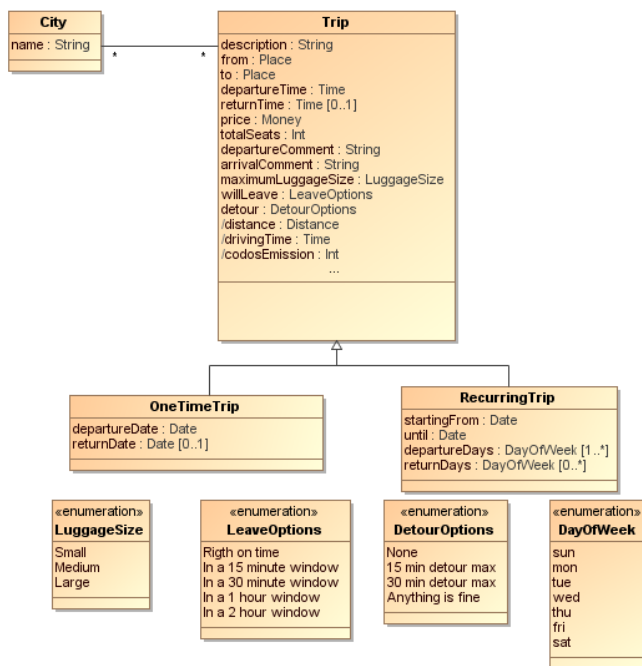 City
name : String
*
*
Trip
description : String
from : Place
to : Place
departureTime : Time
returnTime : Time [0..1]
price : Money
totalSeats : Int
departureComment : String
arrivalComment : String
maximumLuggageSize : LuggageSize
willLeave : LeaveOptions
detour : DetourOptions
/distance : Distance
/drivingTime : Time
/codosEmission : Int
...
OneTimeTrip
departureDate : Date
returnDate : Date [0..1]
RecurringTrip
startingFrom : Date
until : Date
departureDays : DayOfWeek [1..*]
returnDays : DayOfWeek [0..*]
«enumeration»
LuggageSize
Small
Medium
Large
«enumeration»
LeaveOptions
Rigth on time
In a 15 minute window
In a 30 minute window
In a 1 hour window
In a 2 hour window
«enumeration»
DetourOptions
None
15 min detour max
30 min detour max
Anything is fine
«enumeration»
DayOfWeek
sun
mon
tue
wed
thu
fri
sat